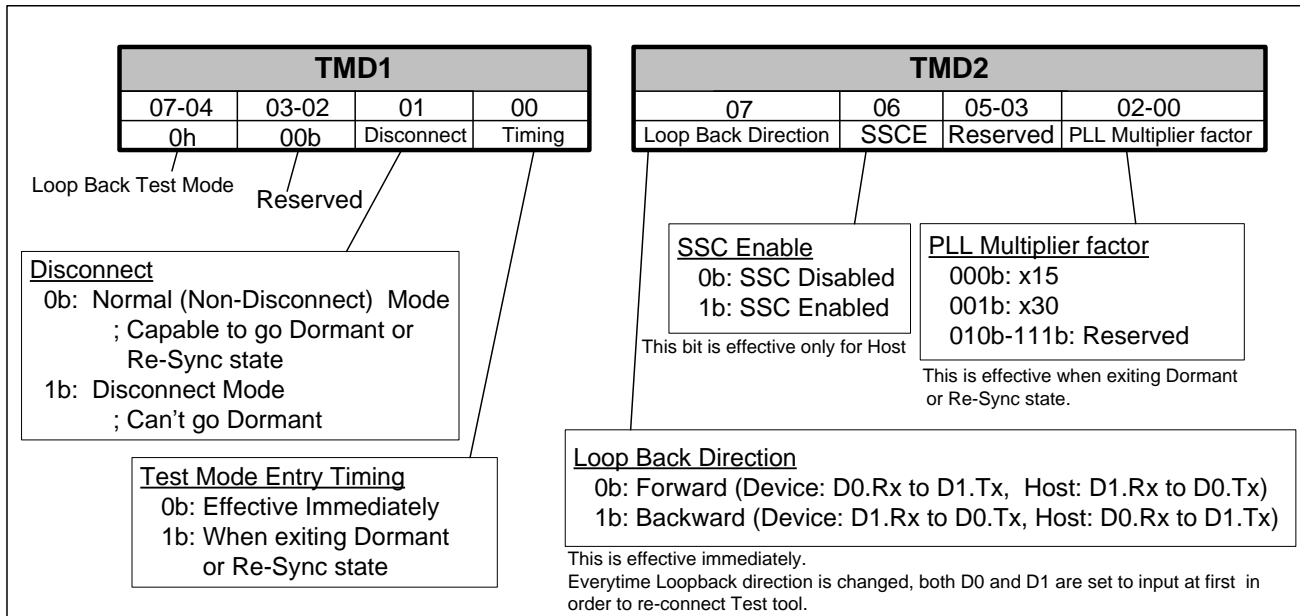 TMD1
07-04 03-02 01 00
0h 00b Disconnect Timing
Loop Back Test Mode
Reserved
Disconnect
0b: Normal (Non-Disconnect) Mode
; Capable to go Dormant or
Re-Sync state
1b: Disconnect Mode
; Can't go Dormant
Test Mode Entry Timing
0b: Effective Immediately
1b: When exiting Dormant
or Re-Sync state
TMD2
07 06 05-03 02-00
Loop Back Direction SSCE Reserved PLL Multiplier factor
SSC Enable
0b: SSC Disabled
1b: SSC Enabled
This bit is effective only for Host
PLL Multiplier factor
000b: x15
001b: x30
010b-111b: Reserved
This is effective when exiting Dormant
or Re-Sync state.
Loop Back Direction
0b: Forward (Device: D0.Rx to D1.Tx, Host: D1.Rx to D0.Tx)
1b: Backward (Device: D1.Rx to D0.Tx, Host: D0.Rx to D1.Tx)
This is effective immediately.
Everytime Loopback direction is changed, both D0 and D1 are set to input at first in
order to re-connect Test tool.